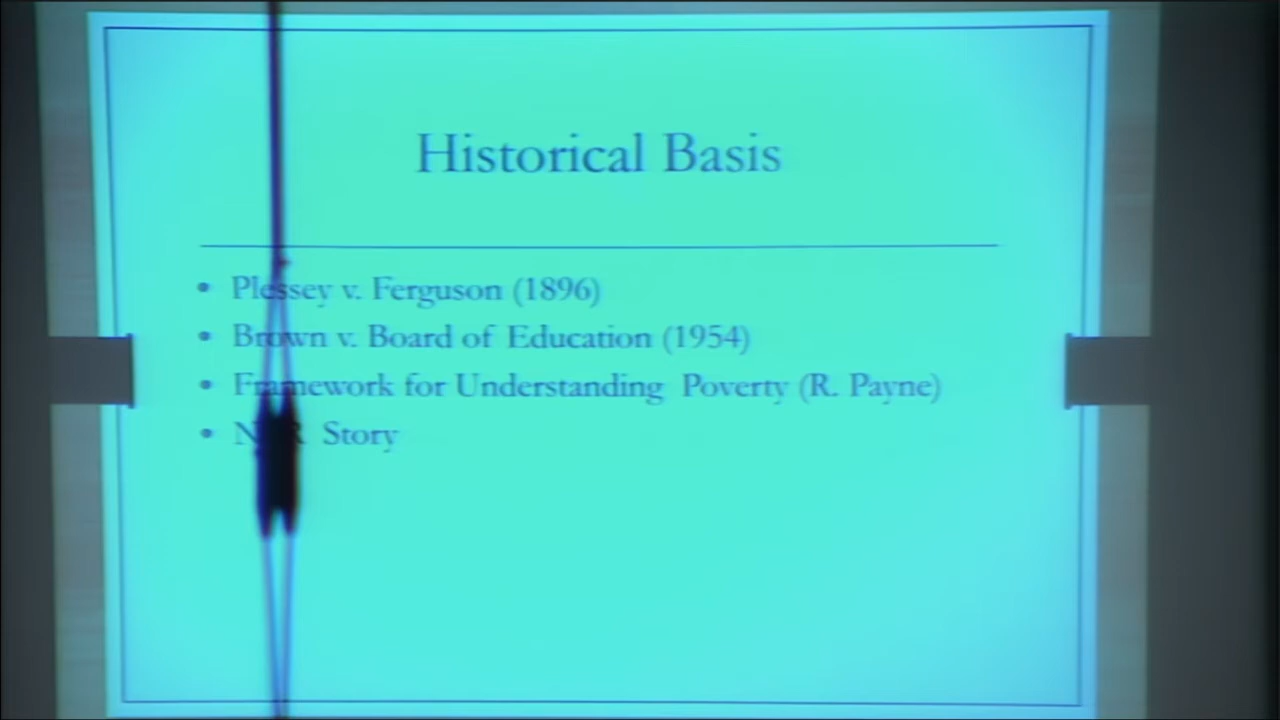 Historical Basis
• Plessey v. Ferguson (1896)
• Brown v. Board of Education (1954)
• Framework for Understanding Poverty (R. Payne)
• Story